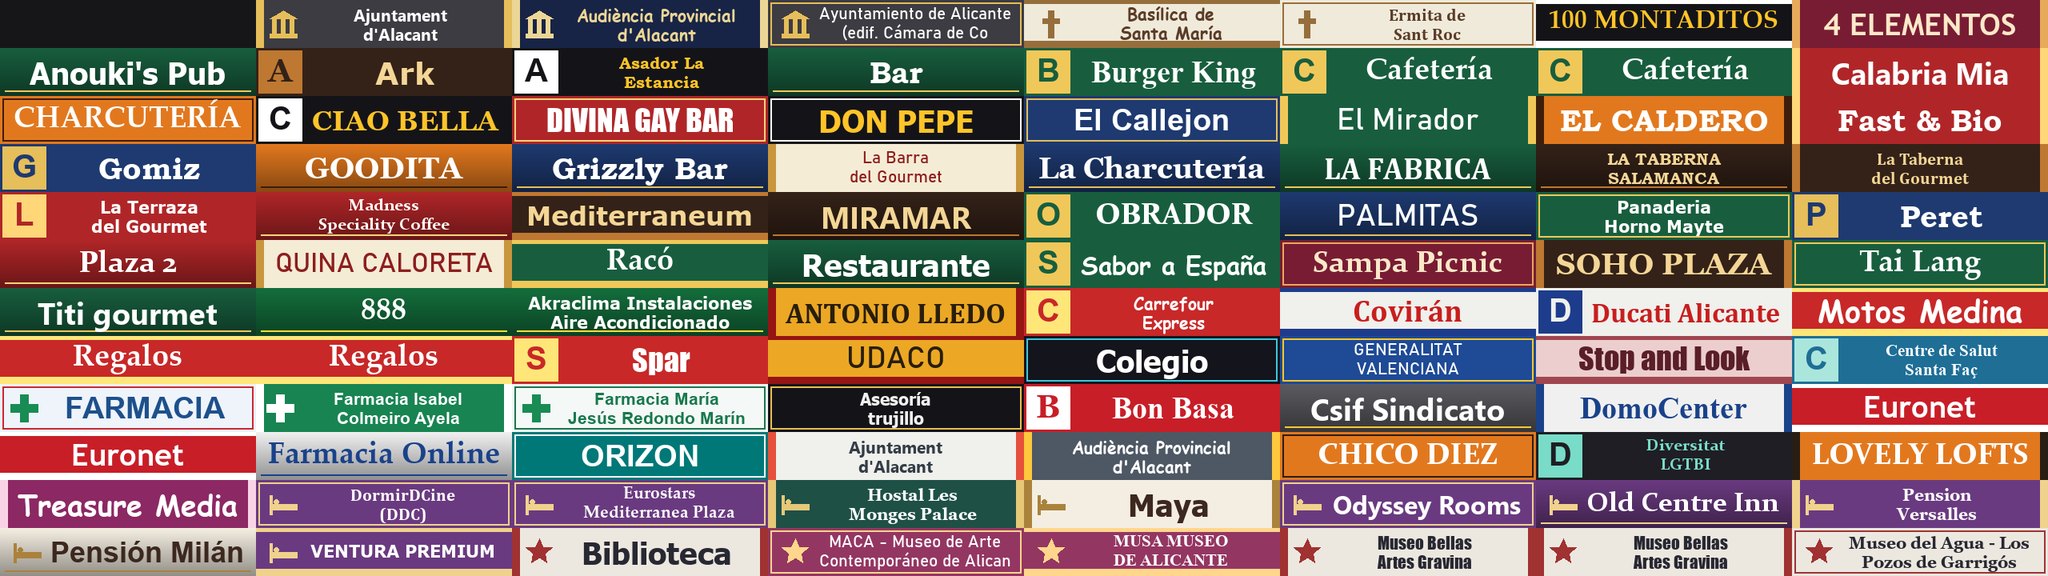 Ajuntament
d'Alacant
Audiència Provincial
d'Alacant
Ayuntamiento de Alicante
(edif. Cámara de Co
Basílica de
Santa María
Ermita de
Sant Roc
100 MONTADITOS
4 ELEMENTOS
Anouki's Pub
A
Ark
A
Asador La
Estancia
Bar
B
Burger King
C
Cafetería
C
Cafetería
Calabria Mia
CHARCUTERÍA
C
CIAO BELLA
DIVINA GAY BAR
DON PEPE
El Callejon
El Mirador
EL CALDERO
Fast & Bio
G
Gomiz
GOODITA
Grizzly Bar
La Barra
del Gourmet
La Charcutería
LA FABRICA
LA TABERNA
SALAMANCA
La Taberna
del Gourmet
L
La Terraza
del Gourmet
Madness
Speciality Coffee
Mediterraneum
MIRAMAR
O
OBRADOR
PALMITAS
Panaderia
Horno Mayte
P
Peret
Plaza 2
QUINA CALORETA
Racó
Restaurante
S
Sabor a España
Sampa Picnic
SOHO PLAZA
Tai Lang
Titi gourmet
888
Akraclima Instalaciones
Aire Acondicionado
ANTONIO LLEDO
C
Carrefour
Express
Covirán
D
Ducati Alicante
Motos Medina
Regalos
Regalos
S
Spar
UDACO
Colegio
GENERALITAT
VALENCIANA
Stop and Look
C
Centre de Salut
Santa Faç
FARMACIA
Farmacia Isabel
Colmeiro Ayela
Farmacia María
Jesús Redondo Marín
Asesoría
trujillo
B
Bon Basa
Csif Sindicato
DomoCenter
Euronet
Euronet
Farmacia Online
ORIZON
Ajuntament
d'Alacant
Audiència Provincial
d'Alacant
CHICO DIEZ
D
Diversitat
LGTBI
LOVELY LOFTS
Treasure Media
DormirDCine
(DDC)
Eurostars
Mediterranea Plaza
Hostal Les
Monges Palace
Maya
Odyssey Rooms
Old Centre Inn
Pension
Versalles
Pensión Milán
VENTURA PREMIUM
Biblioteca
MACA - Museo de Arte
Contemporáneo de Alican
MUSA MUSEO
DE ALICANTE
Museo Bellas
Artes Gravina
Museo Bellas
Artes Gravina
Museo del Agua - Los
Pozos de Garrigós